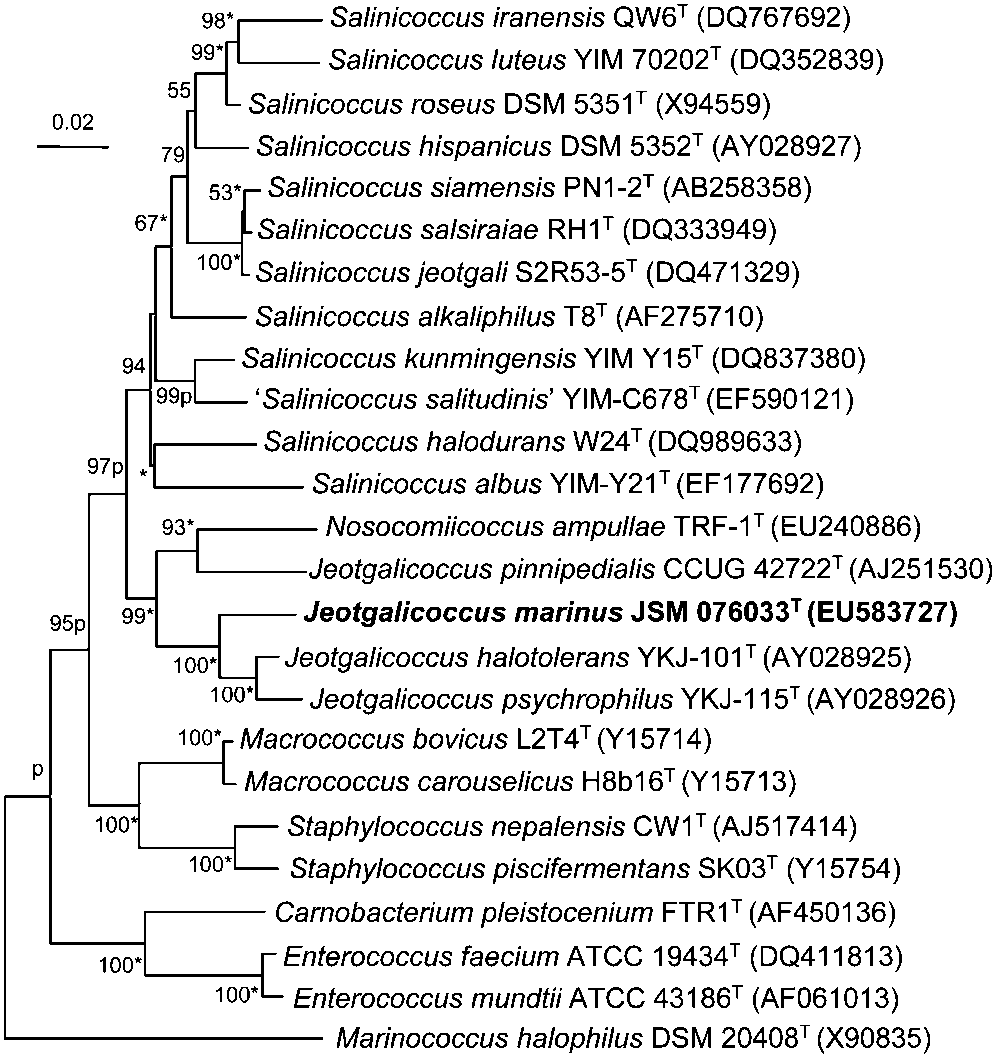 98*
Salinicoccus iranensis QW6ᵀ (DQ767692)
99*
Salinicoccus luteus YIM 70202ᵀ (DQ352839)
55
Salinicoccus roseus DSM 5351ᵀ (X94559)
0.02
Salinicoccus hispanicus DSM 5352ᵀ (AY028927)
79
53*
Salinicoccus siamensis PN1-2ᵀ (AB258358)
67*
Salinicoccus salsiraiae RH1ᵀ (DQ333949)
100*
Salinicoccus jeotgali S2R53-5ᵀ (DQ471329)
Salinicoccus alkaliphilus T8ᵀ (AF275710)
94
Salinicoccus kunmingensis YIM Y15ᵀ (DQ837380)
99p
‘Salinicoccus salitudinis’ YIM-C678ᵀ (EF590121)
Salinicoccus halodurans W24ᵀ (DQ989633)
97p
*
Salinicoccus albus YIM-Y21ᵀ (EF177692)
93*
Nosocomiicoccus ampullae TRF-1ᵀ (EU240886)
Jeotgalicoccus pinnipedialis CCUG 42722ᵀ (AJ251530)
99*
Jeotgalicoccus marinus JSM 076033ᵀ (EU583727)
95p
100*
Jeotgalicoccus halotolerans YKJ-101ᵀ (AY028925)
100*
Jeotgalicoccus psychrophilus YKJ-115ᵀ (AY028926)
100*
Macrococcus bovicus L2T4ᵀ (Y15714)
p
Macrococcus carouselicus H8b16ᵀ (Y15713)
100*
Staphylococcus nepalensis CW1ᵀ (AJ517414)
100*
Staphylococcus piscifermentans SK03ᵀ (Y15754)
Carnobacterium pleistocenium FTR1ᵀ (AF450136)
100*
Enterococcus faecium ATCC 19434ᵀ (DQ411813)
100*
Enterococcus mundtii ATCC 43186ᵀ (AF061013)
Marinococcus halophilus DSM 20408ᵀ (X90835)